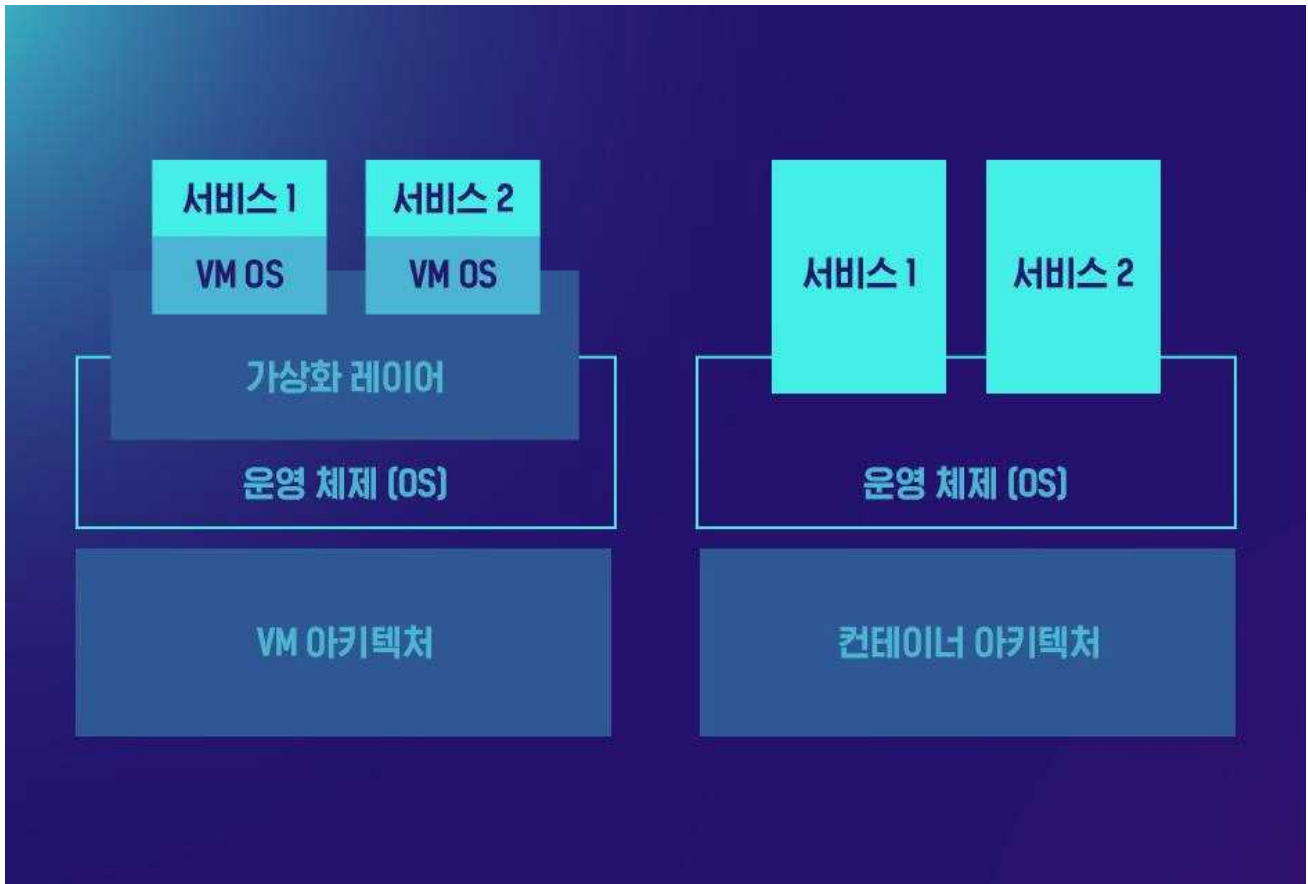 서비스 1
서비스 2
VM OS
VM OS
가상화 레이어
운영 체제 (OS)
VM 아키텍처
서비스 1
서비스 2
운영 체제 (OS)
컨테이너 아키텍처